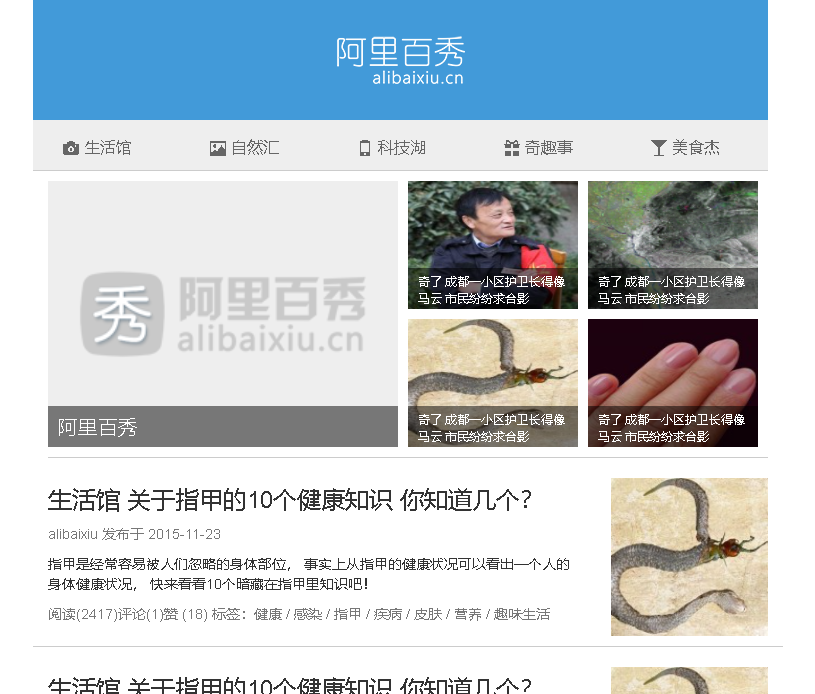 阿里百秀
alibaixiu.cn
生活馆 自然汇 科技湖 奇趣事 美食杰
秀 阿里百秀
alibaixiu.cn
阿里百秀
奇了 成都一小区护卫长得像
马云 市民纷纷求合影
奇了 成都一小区护卫长得像
马云 市民纷纷求合影
奇了 成都一小区护卫长得像
马云 市民纷纷求合影
奇了 成都一小区护卫长得像
马云 市民纷纷求合影
生活馆 关于指甲的10个健康知识 你知道几个?
alibaixiu 发布于 2015-11-23
指甲是经常容易被人们忽略的身体部位， 事实上从指甲的健康状况可以看出一个人的
身体健康状况， 快来看看10个暗藏在指甲里知识吧!
阅读(2417)评论(1)赞 (18) 标签：健康 / 感染 / 指甲 / 疾病 / 皮肤 / 营养 / 趣味生活
生活馆 关于指甲的10个健康知识 你知道几个?